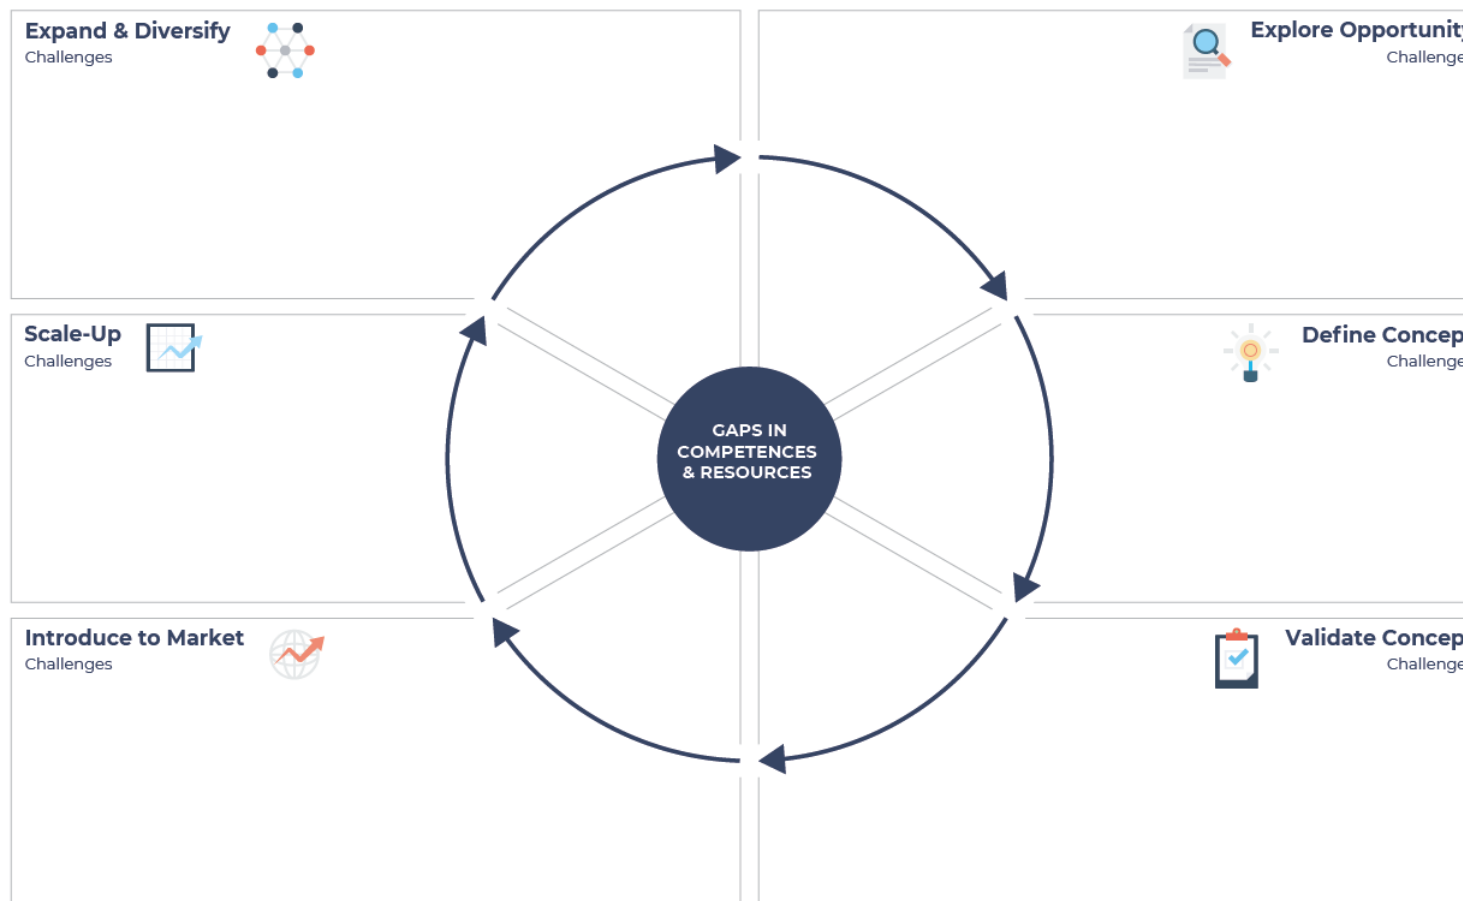 Expand & Diversify
Challenges
Explore Opportunity
Challenge
Scale-Up
Challenges
Define Concep
Challenge
GAPS IN
COMPETENCES
& RESOURCES
Introduce to Market
Challenges
Validate Concep
Challenge